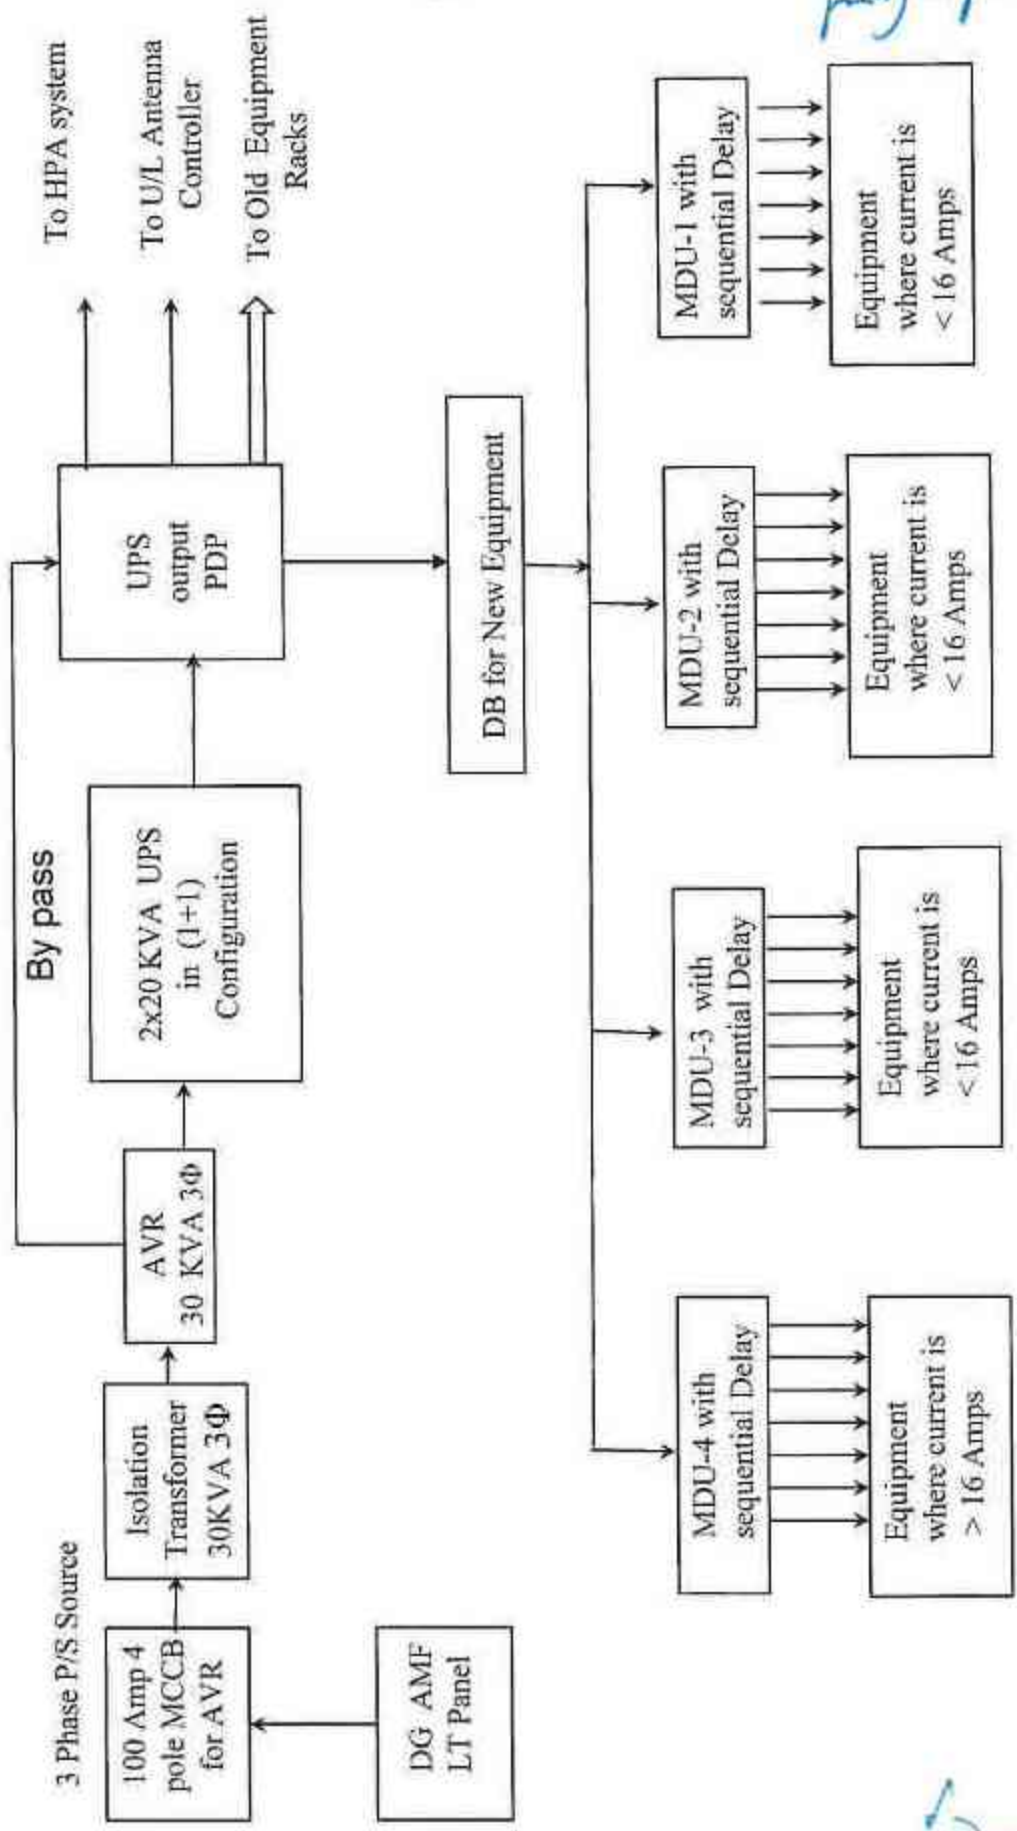 3 Phase P/S Source
100 Amp 4
pole MCCB
for AVR
DG AMF
LT Panel
Isolation
Transformer
30KVA 3Φ
AVR
30 KVA 3Φ
By pass
2x20 KVA UPS
in (1+1)
Configuration
UPS
output
PDP
To HPA system
To U/L Antenna
Controller
To Old Equipment
Racks
DB for New Equipment
MDU-4 with
sequential Delay
MDU-3 with
sequential Delay
MDU-2 with
sequential Delay
MDU-1 with
sequential Delay
Equipment
where current is
> 16 Amps
Equipment
where current is
< 16 Amps
Equipment
where current is
< 16 Amps
Equipment
where current is
< 16 Amps